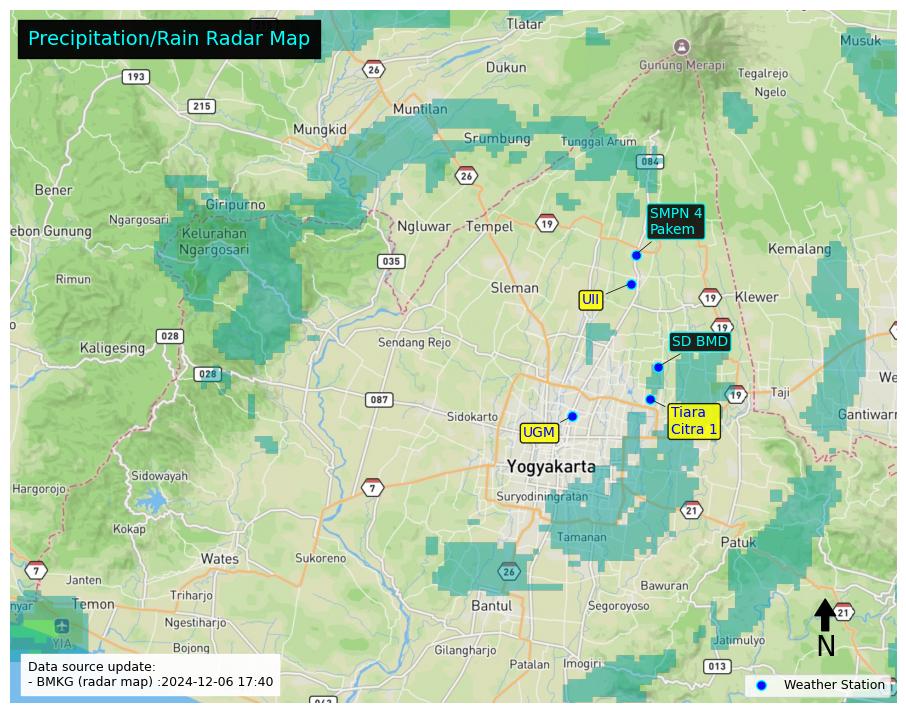 Precipitation/Rain Radar Map
Tlatar
Musuk
26
Gunung Merapi
193
Dukun
Tegalrejo
Ngelo
215
Muntilan
Mungkid
Srumbung
Tunggal Arum
084
26
Bener
Giripurno
SMPN 4
Pakem
Ngargosari
ebon Gunung
Kelurahan
Ngargosari
Ngluwar
Tempel
19
Kemalang
035
Rimun
Sleman
UII
19
Klewer
19
028
Kaligesing
Sendang Rejo
SD BMD
028
We
087
19
Taji
Sidokarto
UGM
Tiara
Citra 1
Gantiwarn
Yogyakarta
Sidowayah
Hargorojo
7
Suryodiningratan
21
Kokap
Tamanan
Patuk
Wates
Sukoreno
7
Janten
26
Bawuran
nyar
Temon
Triharjo
Bantul
Segoroyoso
21
Ngestiharjo
YIA
N
Jatimulyo
Bojong
Gilangharjo
Patalan
Imogiri
013
Data source update:
- BMKG (radar map) :2024-12-06 17:40
Weather Station